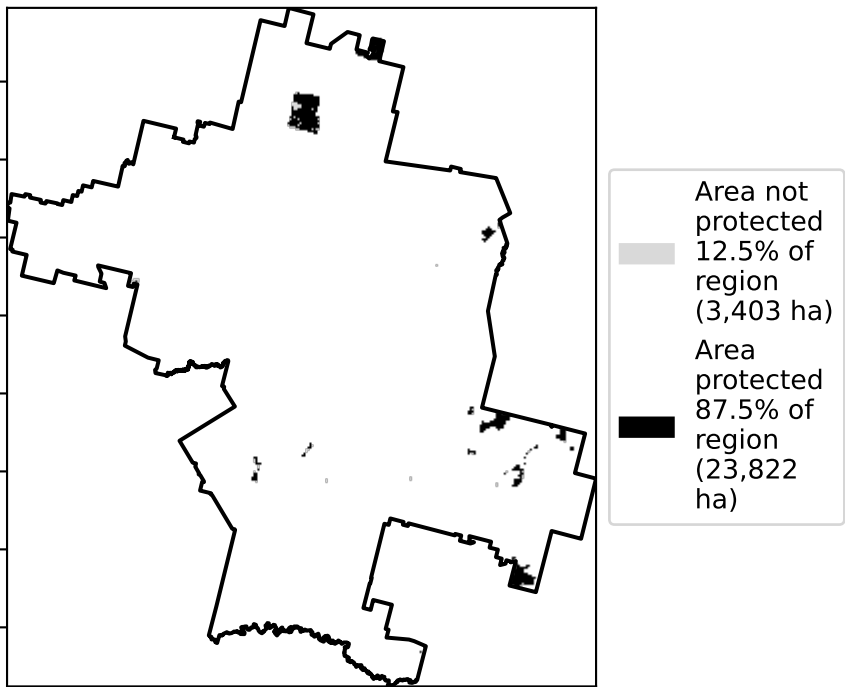 Area not
protected
12.5% of
region
(3,403 ha)
Area
protected
87.5% of
region
(23,822
ha)